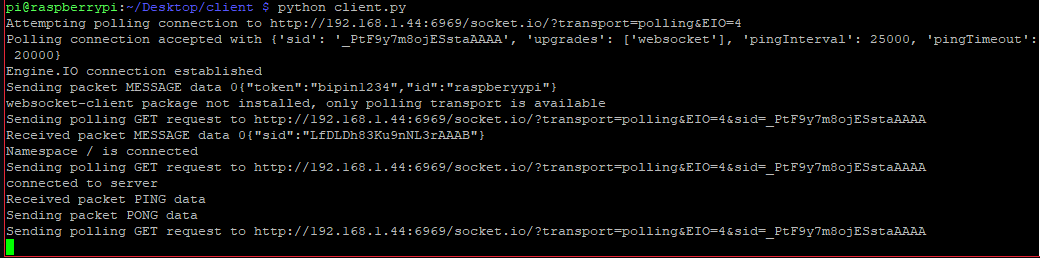 pi@raspberrypi:~/Desktop/client $ python client.py
Attempting polling connection to http://192.168.1.44:6969/socket.io/?transport=polling&EIO=4
Polling connection accepted with {'sid': '_PtF9y7m8ojESstaAAAA', 'upgrades': ['websocket'], 'pingInterval': 25000, 'pingTimeout':
20000}
Engine.IO connection established
Sending packet MESSAGE data 0{"token":"bipin1234","id":"raspberyypi"}
websocket-client package not installed, only polling transport is available
Sending polling GET request to http://192.168.1.44:6969/socket.io/?transport=polling&EIO=4&sid=_PtF9y7m8ojESstaAAAA
Received packet MESSAGE data 0{"sid":"LfDLDh83Ku9nNL3rAAAB"}
Namespace / is connected
Sending polling GET request to http://192.168.1.44:6969/socket.io/?transport=polling&EIO=4&sid=_PtF9y7m8ojESstaAAAA
connected to server
Received packet PING data
Sending packet PONG data
Sending polling GET request to http://192.168.1.44:6969/socket.io/?transport=polling&EIO=4&sid=_PtF9y7m8ojESstaAAAA